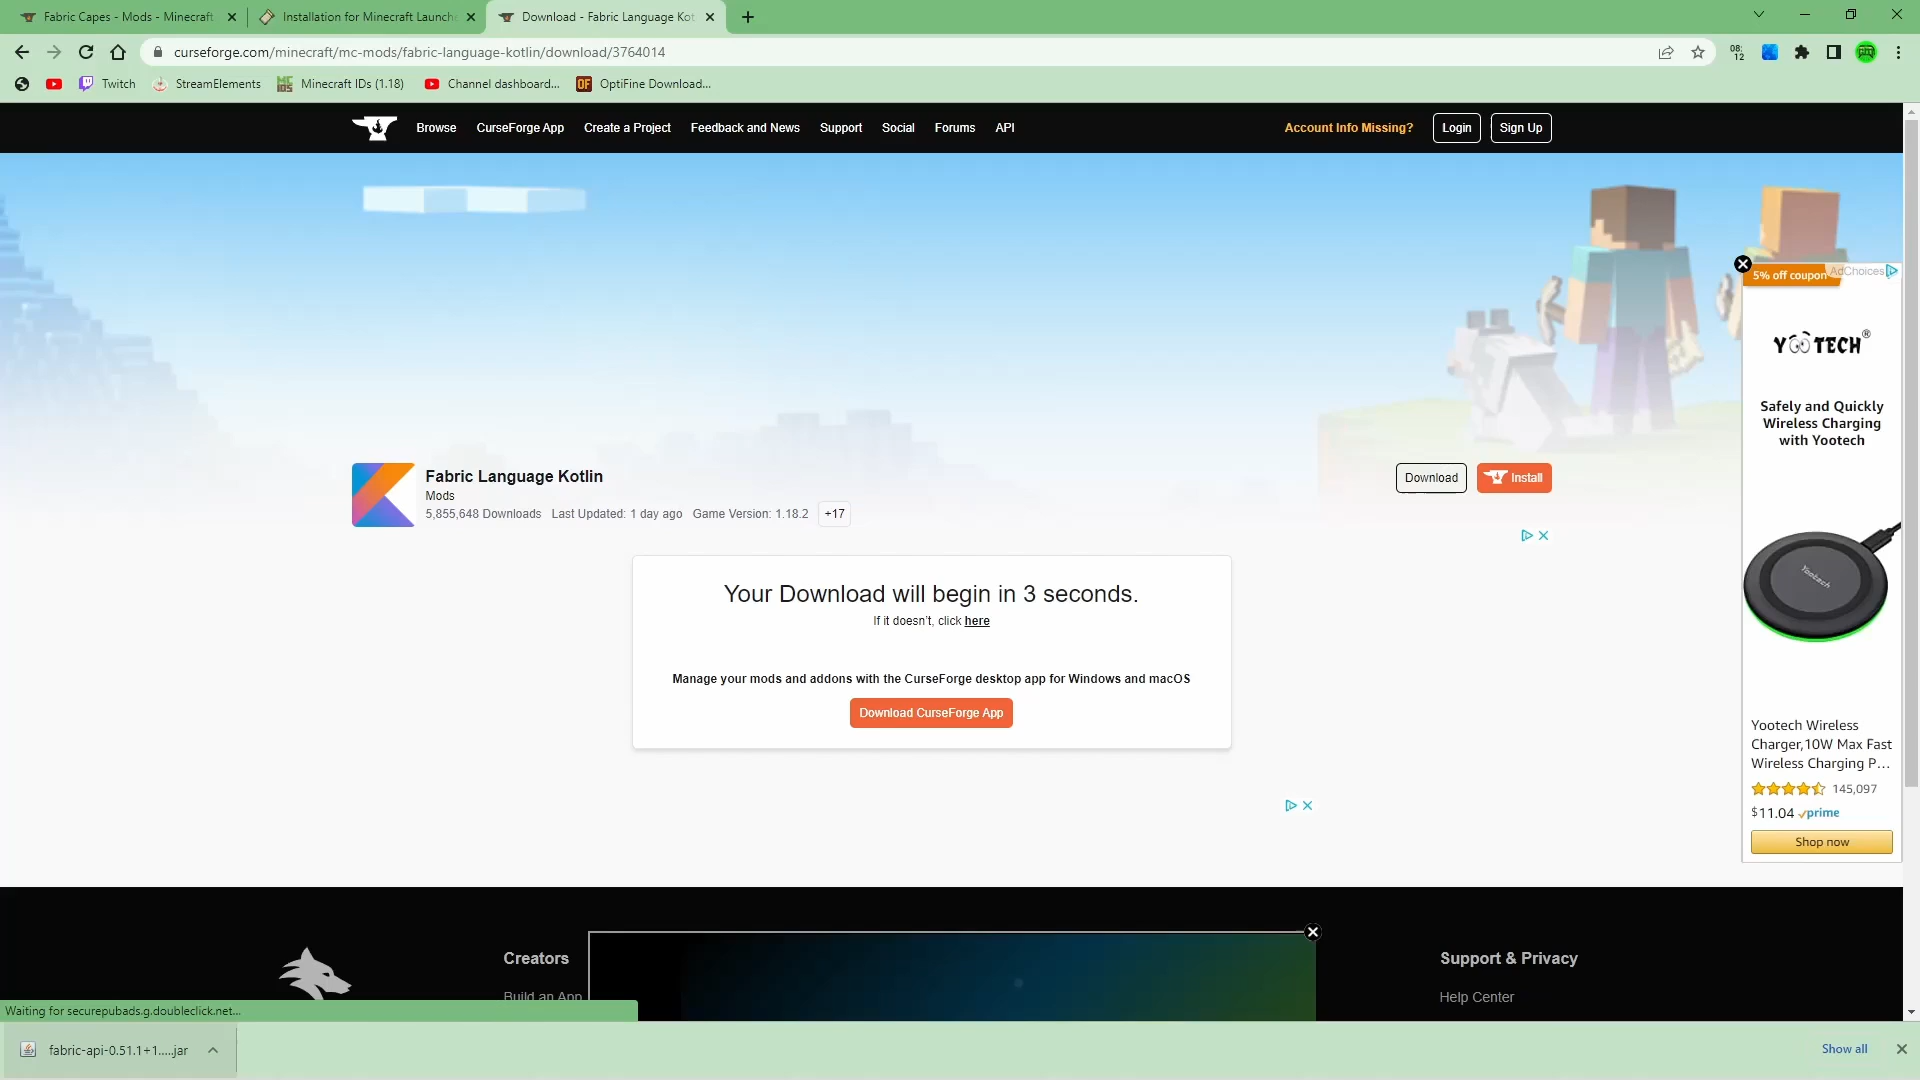 Fabric Capes - Mods - Minecraft
Installation for Minecraft Launche
Download - Fabric Language Kot
curseforge.com/minecraft/mc-mods/fabric-language-kotlin/download/3764014
08:
12
Twitch
StreamElements
Minecraft IDs (1.18)
Channel dashboard...
OF
OptiFine Download...
Browse
CurseForge App
Create a Project
Feedback and News
Support
Social
Forums
API
Account Info Missing?
Login
Sign Up
5% off coupon
AdChoices
YOOTECH®
Safely and Quickly
Wireless Charging
with Yootech
Fabric Language Kotlin
Mods
5,855,648 Downloads Last Updated: 1 day ago Game Version: 1.18.2 +17
Download
Install
Your Download will begin in 3 seconds.
If it doesn't, click here
Manage your mods and addons with the CurseForge desktop app for Windows and macOS
Download CurseForge App
Yootech
Yootech Wireless
Charger,10W Max Fast
Wireless Charging P...
145,097
$11.04 prime
Shop now
Creators
Build an App
Support & Privacy
Help Center
Waiting for securepubads.g.doubleclick.net...
fabric-api-0.51.1+1.....jar
Show all